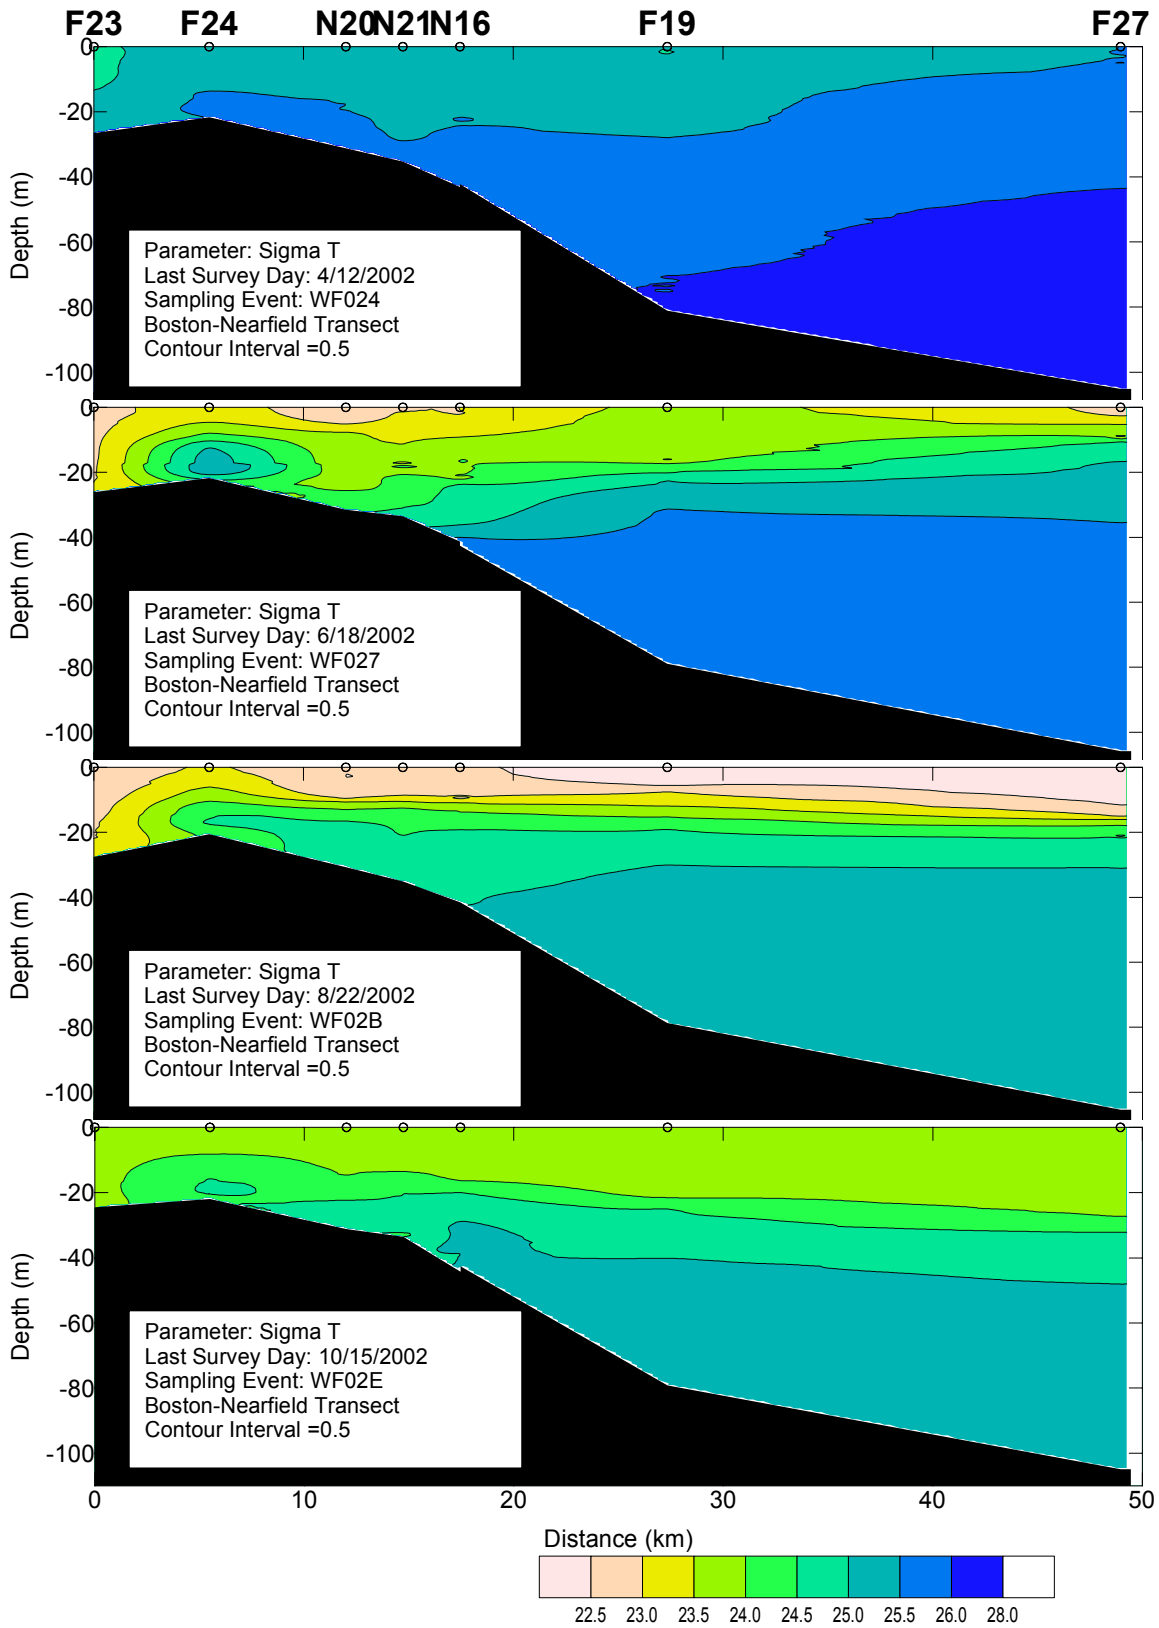 F23 F24 N20 N21 N16 F19 F27
0
-20
-40
-60
-80
-100
Depth (m)
Parameter: Sigma T
Last Survey Day: 4/12/2002
Sampling Event: WF024
Boston-Nearfield Transect
Contour Interval =0.5
0
-20
-40
-60
-80
-100
Depth (m)
Parameter: Sigma T
Last Survey Day: 6/18/2002
Sampling Event: WF027
Boston-Nearfield Transect
Contour Interval =0.5
0
-20
-40
-60
-80
-100
Depth (m)
Parameter: Sigma T
Last Survey Day: 8/22/2002
Sampling Event: WF02B
Boston-Nearfield Transect
Contour Interval =0.5
0
-20
-40
-60
-80
-100
Depth (m)
Parameter: Sigma T
Last Survey Day: 10/15/2002
Sampling Event: WF02E
Boston-Nearfield Transect
Contour Interval =0.5
0 10 20 30 40 50
Distance (km)
22.5 23.0 23.5 24.0 24.5 25.0 25.5 26.0 28.0